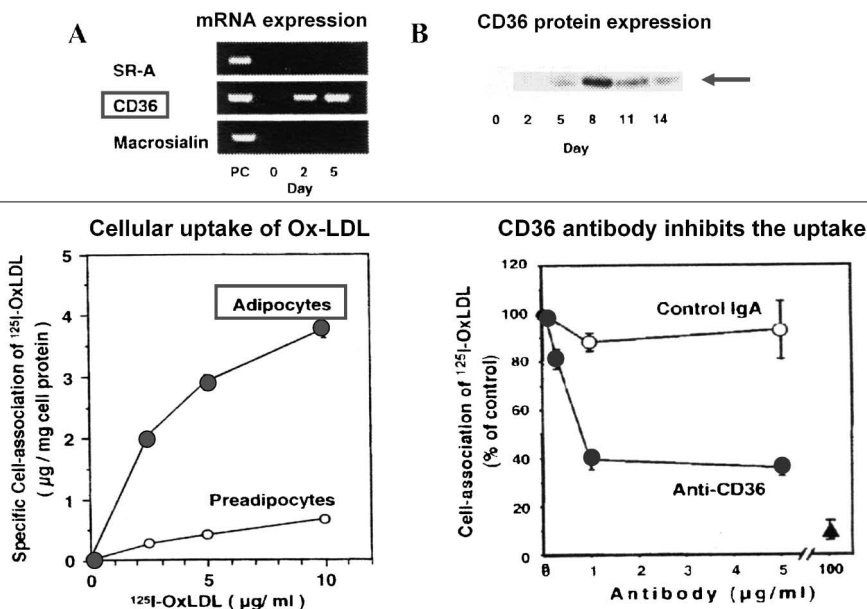 A
mRNA expression
SR-A
CD36
Macrosialin
PC 0 2 5
Day
B
CD36 protein expression
0 2 5 8 11 14
Day
Cellular uptake of Ox-LDL
Specific Cell-association of ¹²⁵I-OxLDL
( µg / mg cell protein)
5
4
3
2
1
0
Adipocytes
Preadipocytes
0 5 10
¹²⁵I-OxLDL ( µg/ ml )
CD36 antibody inhibits the uptake
Cell-association of ¹²⁵I-OxLDL
(% of control)
120
100
80
60
40
20
0
Control IgA
Anti-CD36
1 2 3 4 5
Antibody (µg/ml)